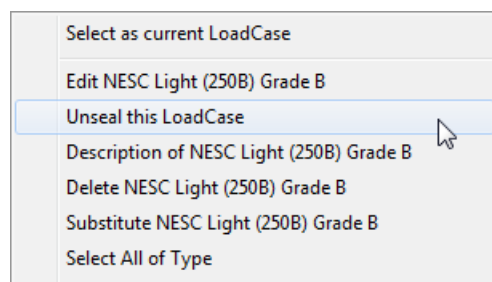 Select as current LoadCase
Edit NESC Light (250B) Grade B
Unseal this LoadCase
Description of NESC Light (250B) Grade B
Delete NESC Light (250B) Grade B
Substitute NESC Light (250B) Grade B
Select All of Type